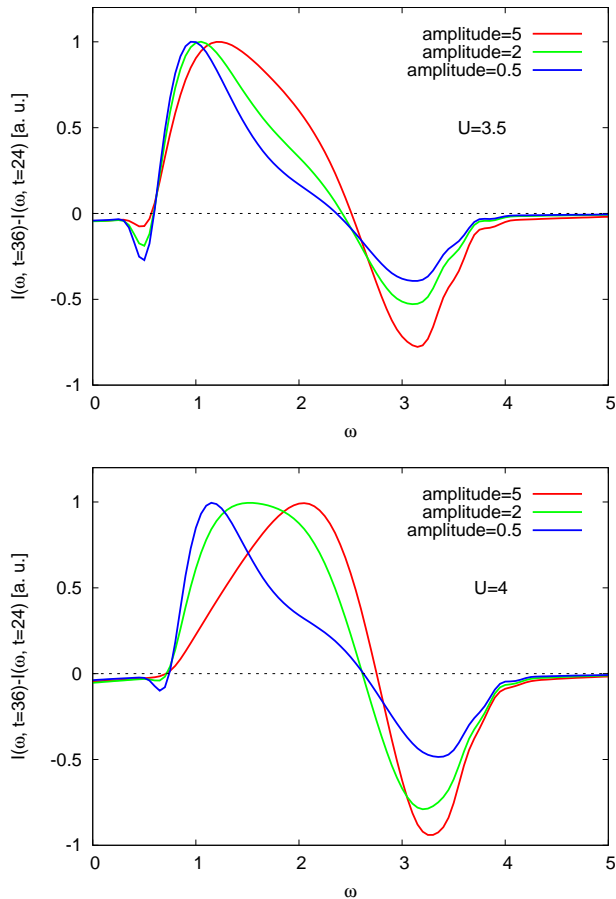 I(ω, t=36)-I(ω, t=24) [a. u.]
1
0.5
0
-0.5
-1
amplitude=5
amplitude=2
amplitude=0.5
U=3.5
0 1 2 3 4 5
ω
I(ω, t=36)-I(ω, t=24) [a. u.]
1
0.5
0
-0.5
-1
amplitude=5
amplitude=2
amplitude=0.5
U=4
0 1 2 3 4 5
ω